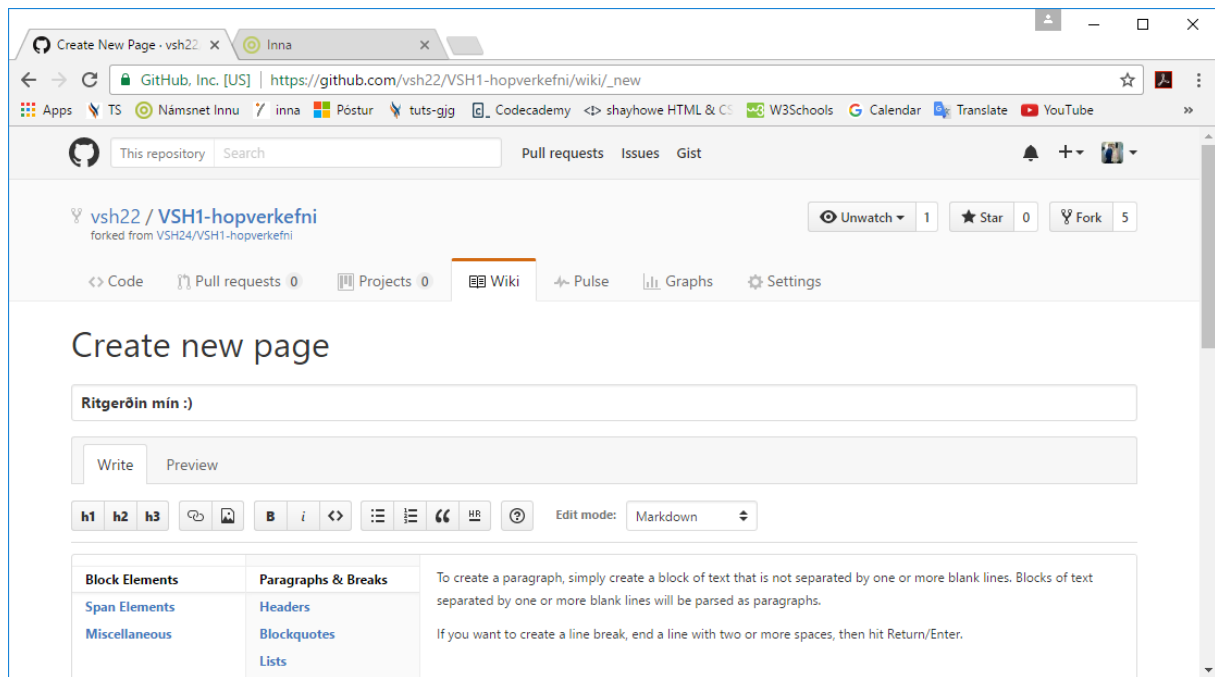 Create New Page · vsh22
Inna
GitHub, Inc. [US] | https://github.com/vsh22/VSH1-hopverkefni/wiki/_new
Apps TS Námsnet Innu inna Póstur tuts-gjg Codecademy shayhowe HTML & CS W3Schools Calendar Translate YouTube »
This repository Search Pull requests Issues Gist
vsh22 / VSH1-hopverkefni Unwatch 1 Star 0 Fork 5
forked from VSH24/VSH1-hopverkefni
Code Pull requests 0 Projects 0 Wiki Pulse Graphs Settings
Create new page
Ritgerðin mín :)
Write Preview
h1 h2 h3 B i <> “ HR ? Edit mode: Markdown
Block Elements Paragraphs & Breaks To create a paragraph, simply create a block of text that is not separated by one or more blank lines. Blocks of text
Span Elements Headers separated by one or more blank lines will be parsed as paragraphs.
Miscellaneous Blockquotes If you want to create a line break, end a line with two or more spaces, then hit Return/Enter.
Lists